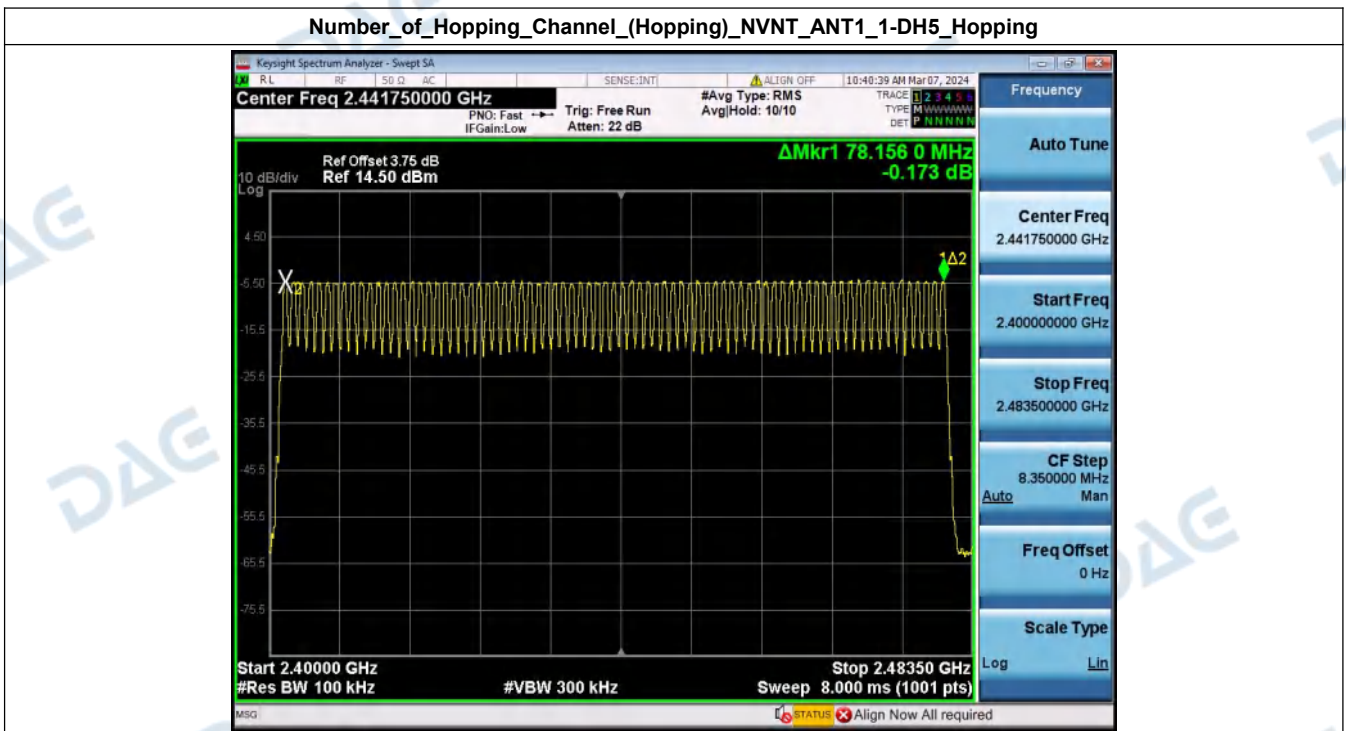 Number_of_Hopping_Channel_(Hopping)_NVNT_ANT1_1-DH5_Hopping
Keysight Spectrum Analyzer - Swept SA
LXI RL RF 50 Ω AC SENSE:INT ALIGN OFF 10:40:39 AM Mar 07, 2024
Center Freq 2.441750000 GHz
#Avg Type: RMS
TRACE 1 2 3 4 5 6
PNO: Fast
Trig: Free Run
Avg|Hold: 10/10
TYPE M W W W W W
IFGain:Low
Atten: 22 dB
DET P N N N N N
Frequency
ΔMkr1 78.156 0 MHz
-0.173 dB
Ref Offset 3.75 dB
10 dB/div
Ref 14.50 dBm
Log
4.50
-5.50
-15.5
-25.5
-35.5
-45.5
-55.5
-65.5
-75.5
X2
1Δ2
Start 2.40000 GHz
Stop 2.48350 GHz
#Res BW 100 kHz
#VBW 300 kHz
Sweep 8.000 ms (1001 pts)
Auto Tune
Center Freq
2.441750000 GHz
Start Freq
2.400000000 GHz
Stop Freq
2.483500000 GHz
CF Step
8.350000 MHz
Auto Man
Freq Offset
0 Hz
Scale Type
Log Lin
MSG
STATUS
Align Now All required
DAG
DAG
DAG